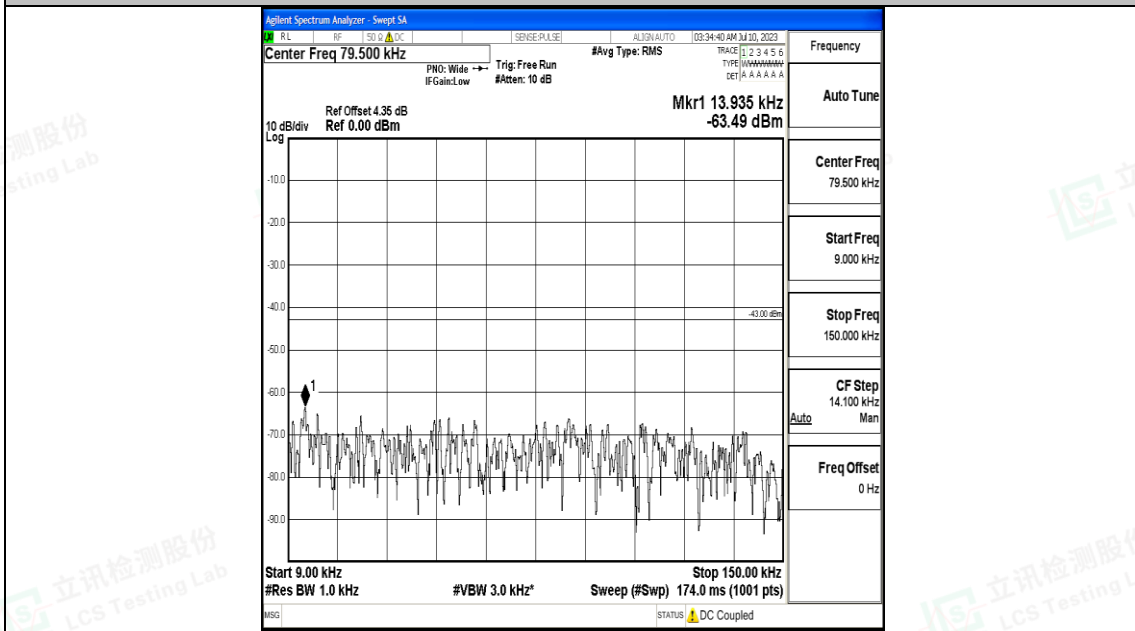 Agilent Spectrum Analyzer - Swept SA
RL RF 50 Ω DC SENSE:PULSE ALIGN AUTO 03:34:40 AM Jul 10, 2023
Center Freq 79.500 kHz
PNO: Wide
IFGain:Low
Trig: Free Run
#Atten: 10 dB
#Avg Type: RMS
TRACE 1 2 3 4 5 6
TYPE
DET A A A A A A
Frequency
Auto Tune
Mkr1 13.935 kHz
-63.49 dBm
Ref Offset 4.35 dB
10 dB/div Ref 0.00 dBm
Log
-10.0
-20.0
-30.0
-40.0
-43.00 dBm
-50.0
-60.0
1
-70.0
-80.0
-90.0
Center Freq
79.500 kHz
Start Freq
9.000 kHz
Stop Freq
150.000 kHz
CF Step
14.100 kHz
Auto Man
Freq Offset
0 Hz
Start 9.00 kHz Stop 150.00 kHz
#Res BW 1.0 kHz #VBW 3.0 kHz* Sweep (#Swp) 174.0 ms (1001 pts)
MSG STATUS DC Coupled
立讯检测股份
LCS Testing Lab